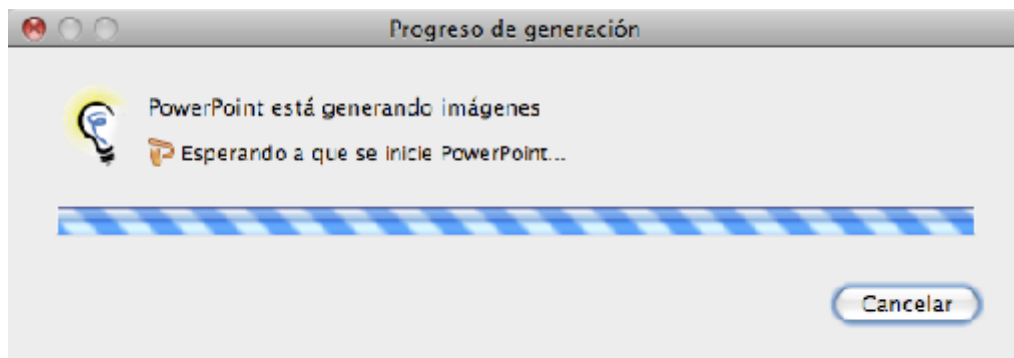 Progreso de generación
PowerPoint está generando imágenes
Esperando a que se inicie PowerPoint...
Cancelar